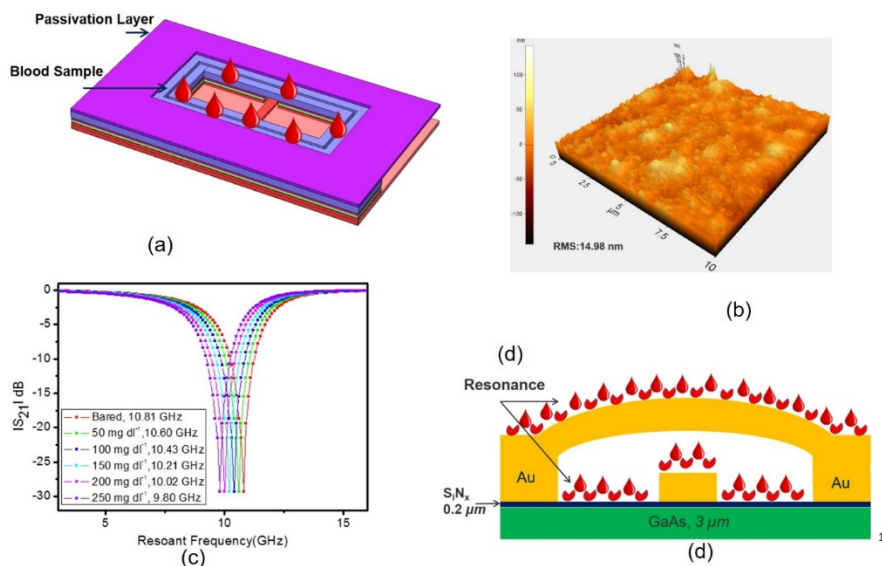 Passivation Layer
Blood Sample
(a)
nm
100
0
-100
RMS:14.98 nm
0
2.5
5
µm
7.5
10
(b)
0
-5
-10
-15
-20
-25
-30
|S21| dB
Bared, 10.81 GHz
50 mg dl⁻¹,10.60 GHz
100 mg dl⁻¹,10.43 GHz
150 mg dl⁻¹,10.21 GHz
200 mg dl⁻¹,10.02 GHz
250 mg dl⁻¹, 9.80 GHz
5
10
15
Resoant Frequency(GHz)
(c)
(d)
Resonance
Au
Au
SiNx
0.2 µm
GaAs, 3 µm
(d)
1